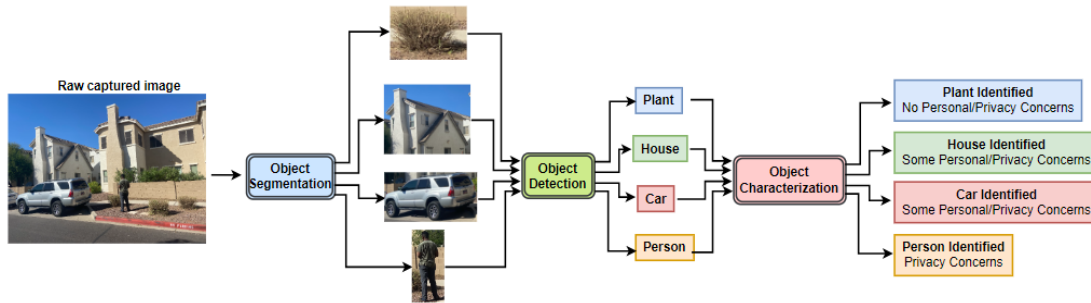 Raw captured image
Object
Segmentation
Object
Detection
Plant
House
Car
Person
Object
Characterization
Plant Identified
No Personal/Privacy Concerns
House Identified
Some Personal/Privacy Concerns
Car Identified
Some Personal/Privacy Concerns
Person Identified
Privacy Concerns